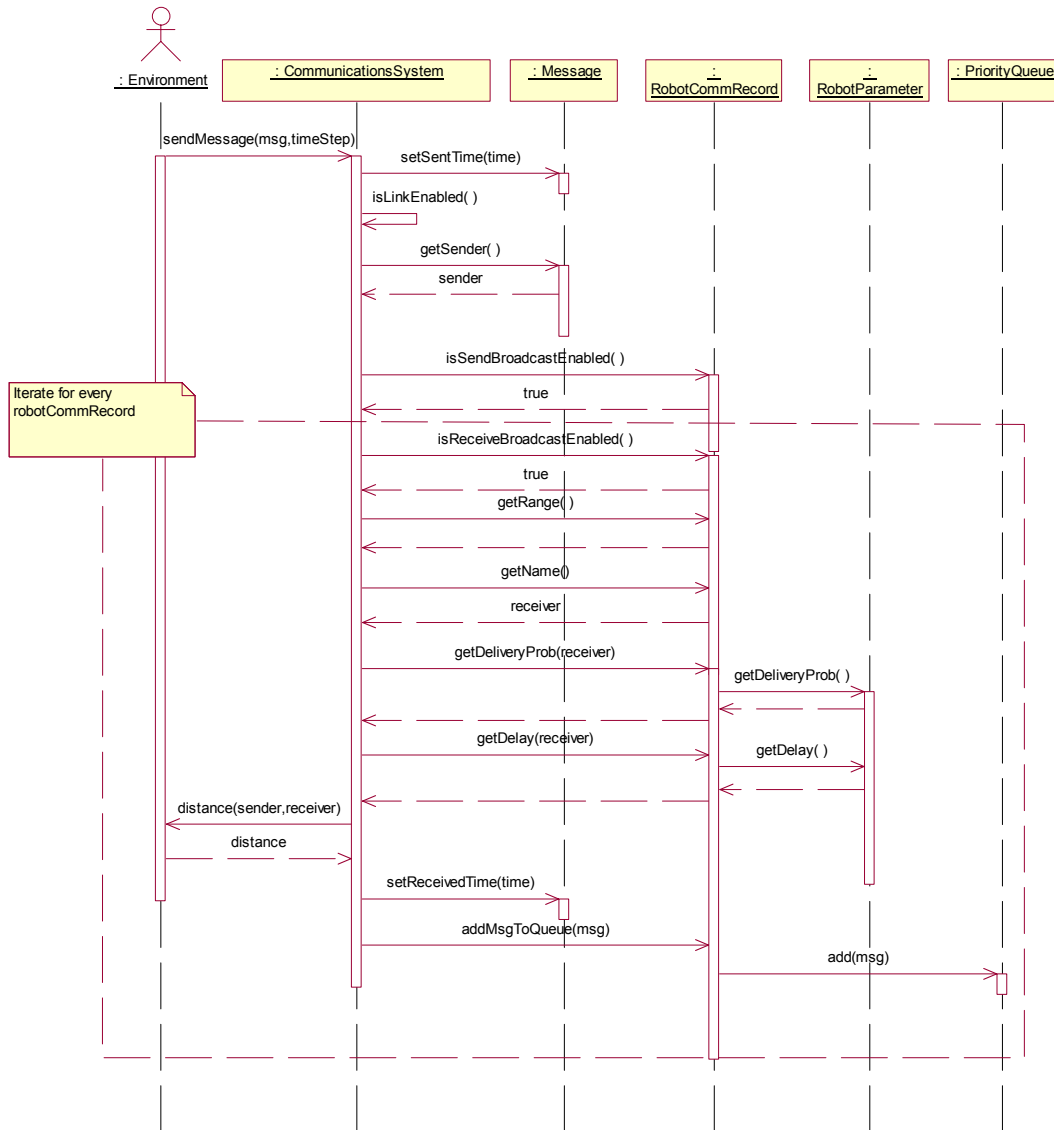 : Environment
: CommunicationsSystem
: Message
:
RobotCommRecord
:
RobotParameter
: PriorityQueue
sendMessage(msg,timeStep)
setSentTime(time)
isLinkEnabled( )
getSender( )
sender
isSendBroadcastEnabled( )
true
Iterate for every
robotCommRecord
isReceiveBroadcastEnabled( )
true
getRange( )
getName()
receiver
getDeliveryProb(receiver)
getDeliveryProb( )
getDelay(receiver)
getDelay( )
distance(sender,receiver)
distance
setReceivedTime(time)
addMsgToQueue(msg)
add(msg)